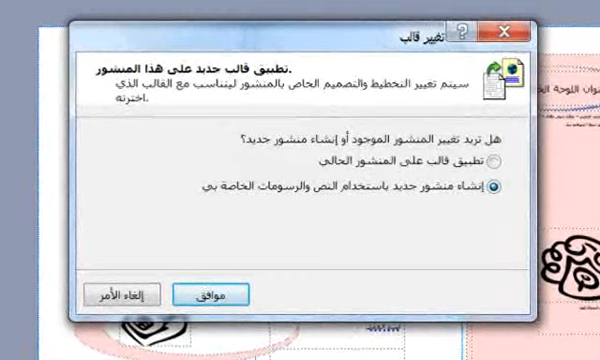 تغيير قالب
تطبيق قالب جديد على هذا المنشور.
سيتم تغيير التخطيط والتصميم الخاص بالمنشور ليتناسب مع القالب الذي
اخترته.
هل تريد تغيير المنشور الموجود أو إنشاء منشور جديد؟
تطبيق قالب على المنشور الحالي
إنشاء منشور جديد باستخدام النص والرسومات الخاصة بي
موافق
إلغاء الأمر